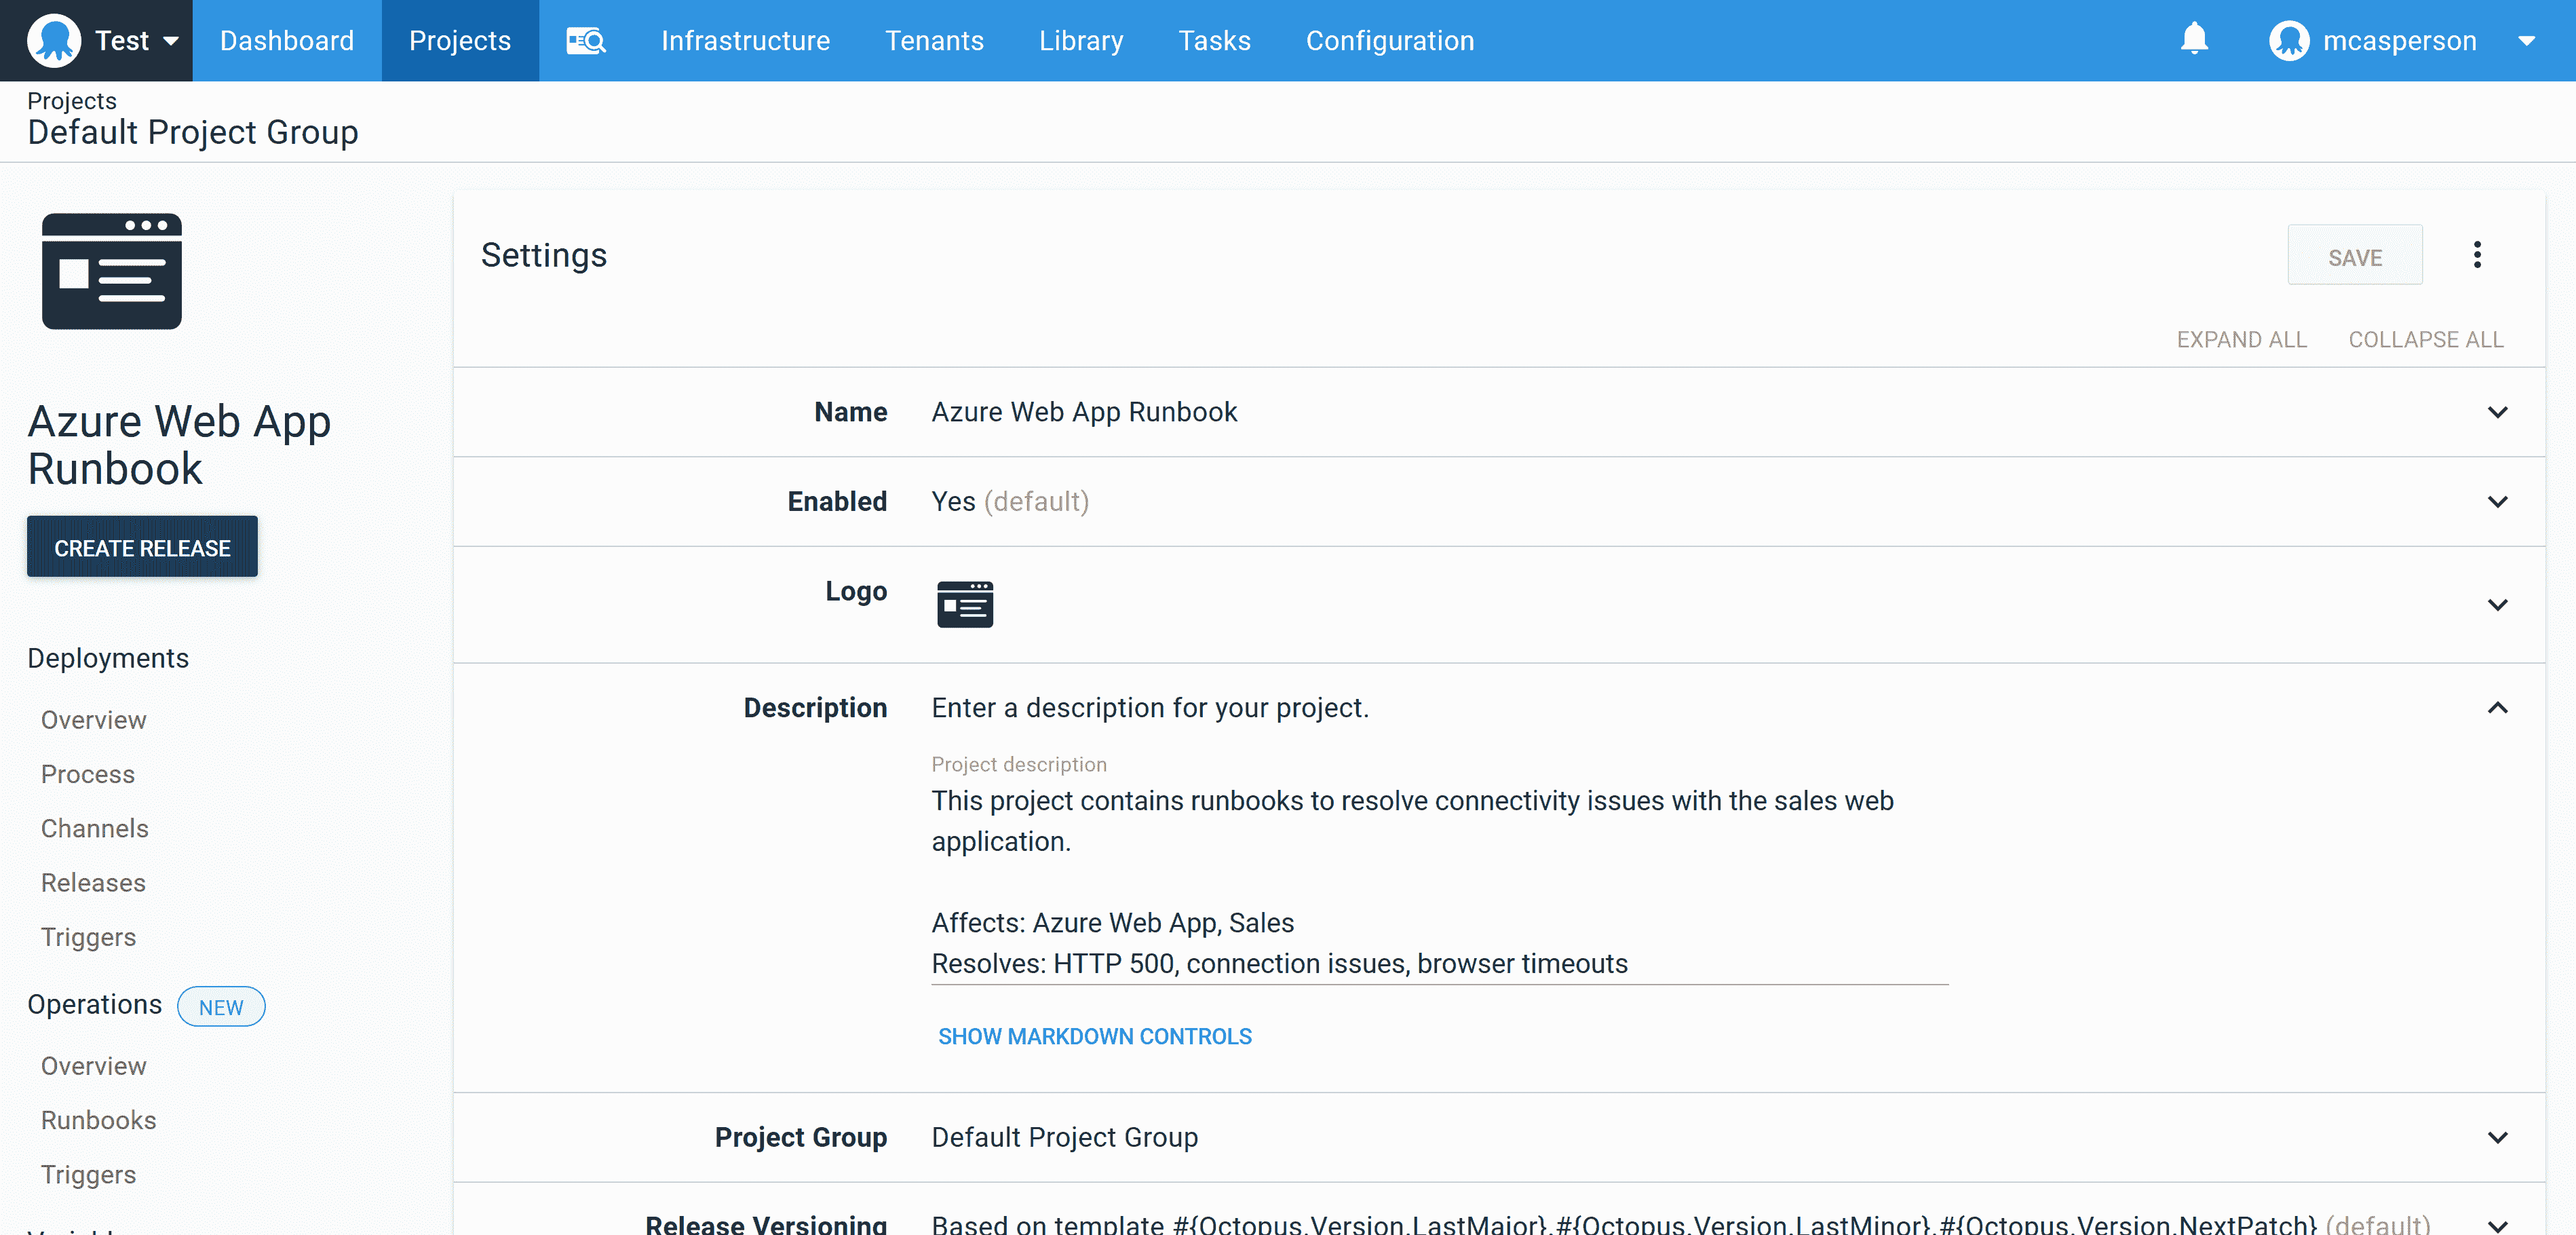 Test Dashboard Projects Infrastructure Tenants Library Tasks Configuration mcasperson
Projects
Default Project Group
Azure Web App
Runbook
CREATE RELEASE
Deployments
Overview
Process
Channels
Releases
Triggers
Operations NEW
Overview
Runbooks
Triggers
Settings
SAVE
EXPAND ALL COLLAPSE ALL
Name Azure Web App Runbook
Enabled Yes (default)
Logo
Description Enter a description for your project.
Project description
This project contains runbooks to resolve connectivity issues with the sales web
application.
Affects: Azure Web App, Sales
Resolves: HTTP 500, connection issues, browser timeouts
SHOW MARKDOWN CONTROLS
Project Group Default Project Group
Release Versioning Based on template #{Octopus.Version.LastMajor}.#{Octopus.Version.LastMinor}.#{Octopus.Version.NextPatch} (default)